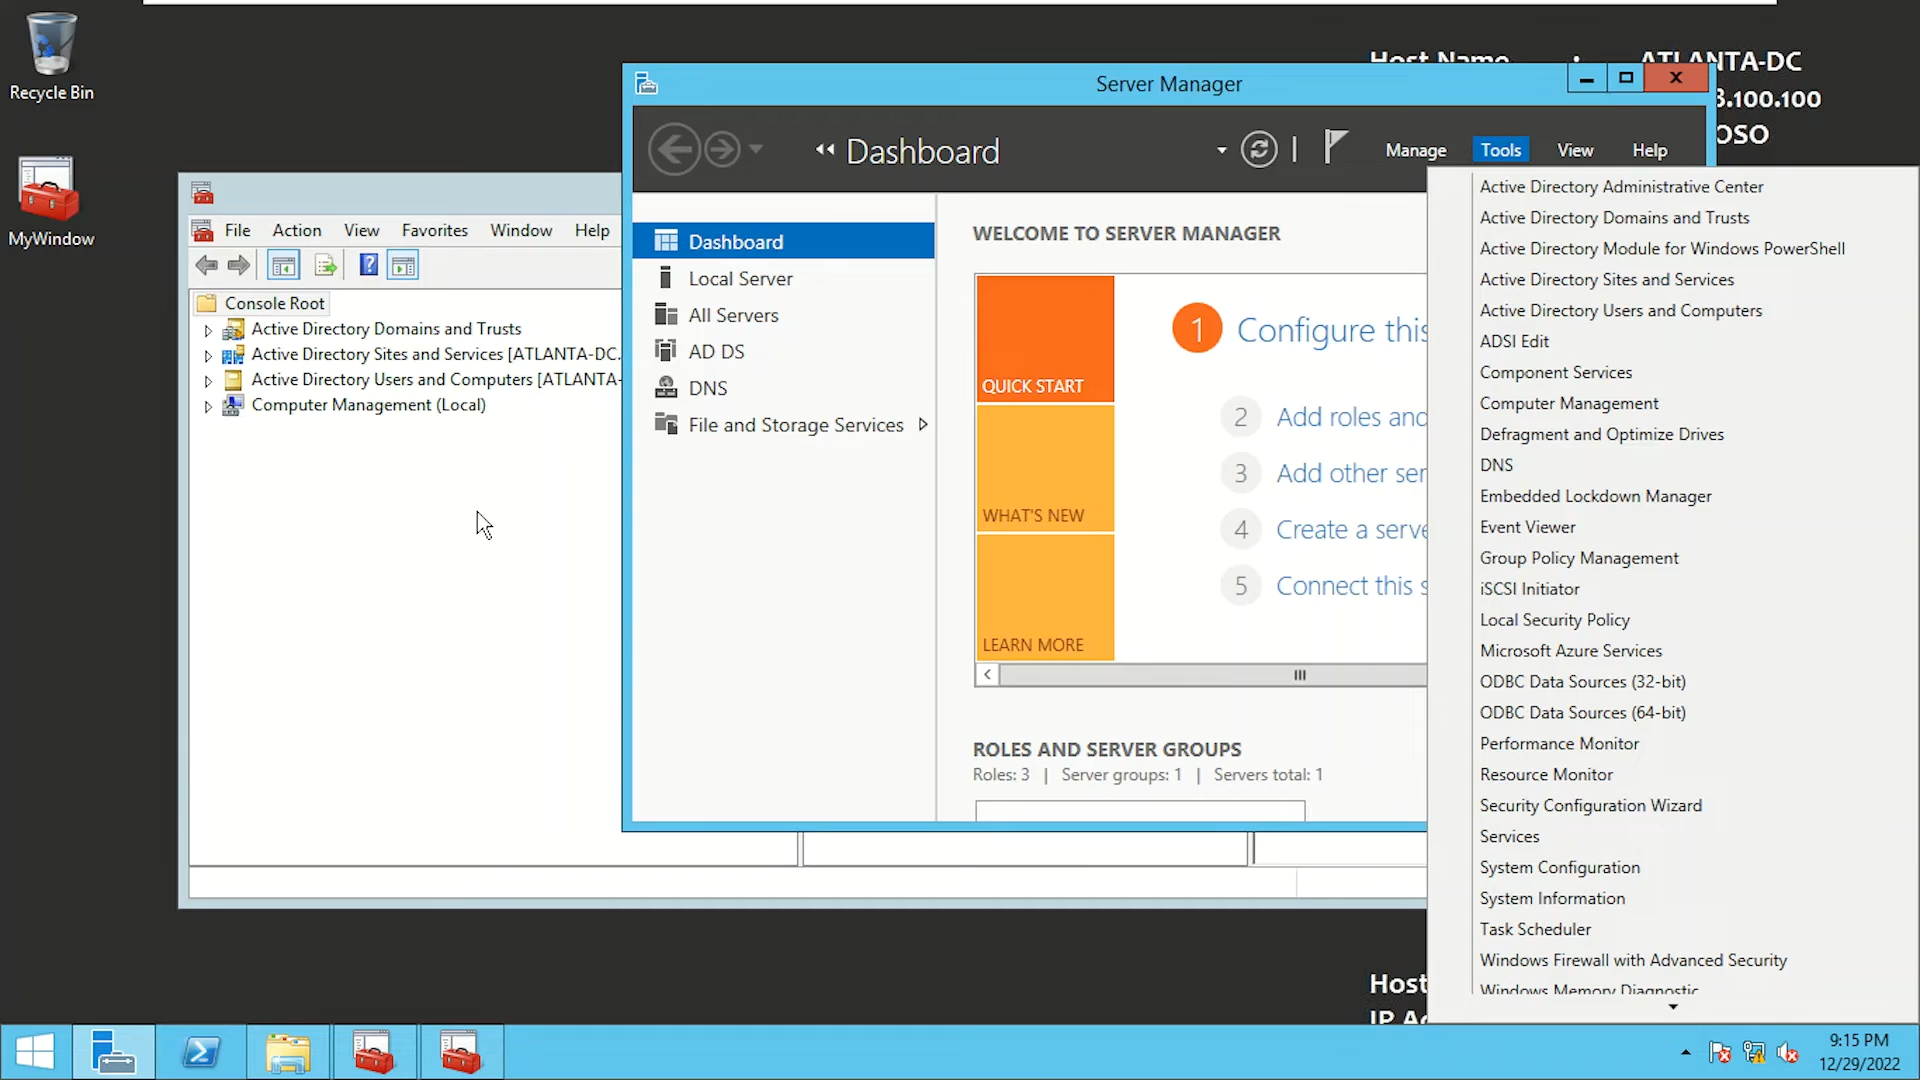 Recycle Bin
MyWindow
Host Name : ATLANTA-DC
3.100.100
OSO
File Action View Favorites Window Help
Console Root
Active Directory Domains and Trusts
Active Directory Sites and Services [ATLANTA-DC.
Active Directory Users and Computers [ATLANTA-
Computer Management (Local)
Server Manager
Dashboard
Manage Tools View Help
Dashboard
Local Server
All Servers
AD DS
DNS
File and Storage Services
WELCOME TO SERVER MANAGER
QUICK START
WHAT'S NEW
LEARN MORE
1 Configure this
2 Add roles and
3 Add other ser
4 Create a serve
5 Connect this s
ROLES AND SERVER GROUPS
Roles: 3 | Server groups: 1 | Servers total: 1
Active Directory Administrative Center
Active Directory Domains and Trusts
Active Directory Module for Windows PowerShell
Active Directory Sites and Services
Active Directory Users and Computers
ADSI Edit
Component Services
Computer Management
Defragment and Optimize Drives
DNS
Embedded Lockdown Manager
Event Viewer
Group Policy Management
iSCSI Initiator
Local Security Policy
Microsoft Azure Services
ODBC Data Sources (32-bit)
ODBC Data Sources (64-bit)
Performance Monitor
Resource Monitor
Security Configuration Wizard
Services
System Configuration
System Information
Task Scheduler
Windows Firewall with Advanced Security
Windows Memory Diagnostic
Host
IP A
9:15 PM
12/29/2022